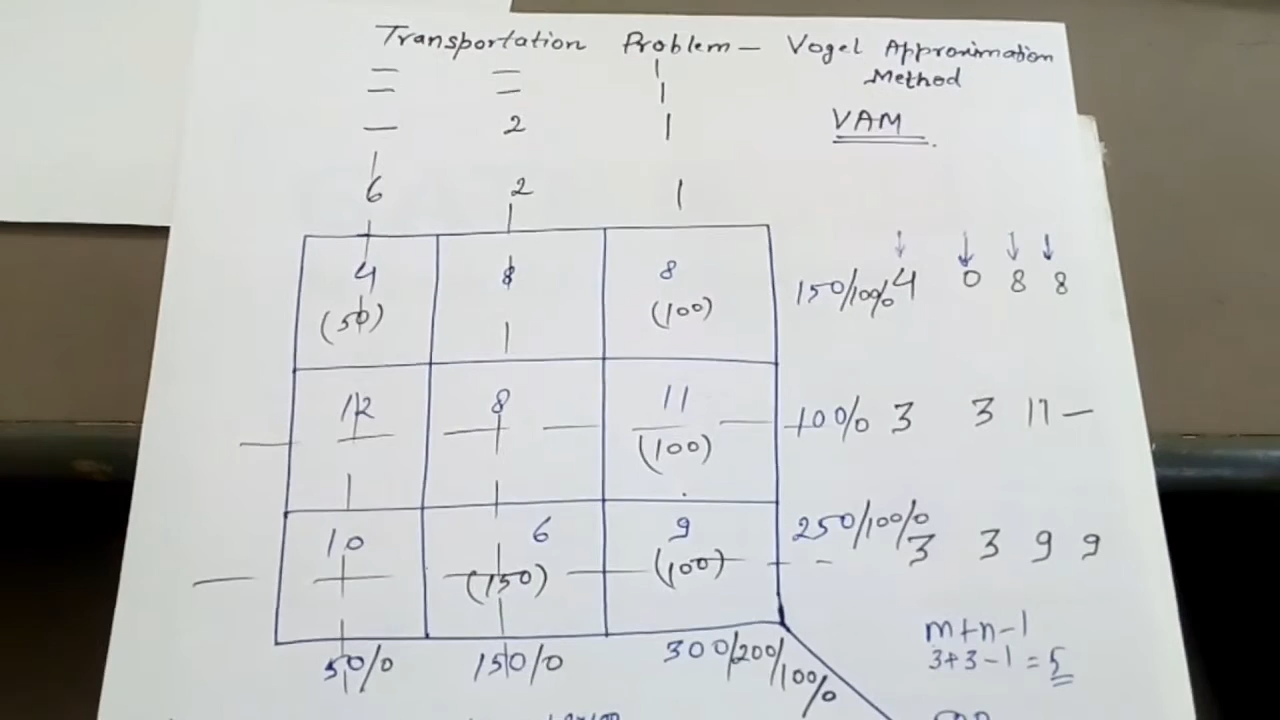 Transportation Problem – Vogel Approximation
Method
= = 1
= = 1
– 2 1
VAM
6 2 1
4 8 8 150/100/0 4 0 8 8
(50) (100)
12 8 11 100/0 3 3 11 –
(100)
10 6 9 250/100/0 3 3 9 9
(150) (100)
50/0 150/0 300/200/100/0
m+n-1
3+3-1 = 5